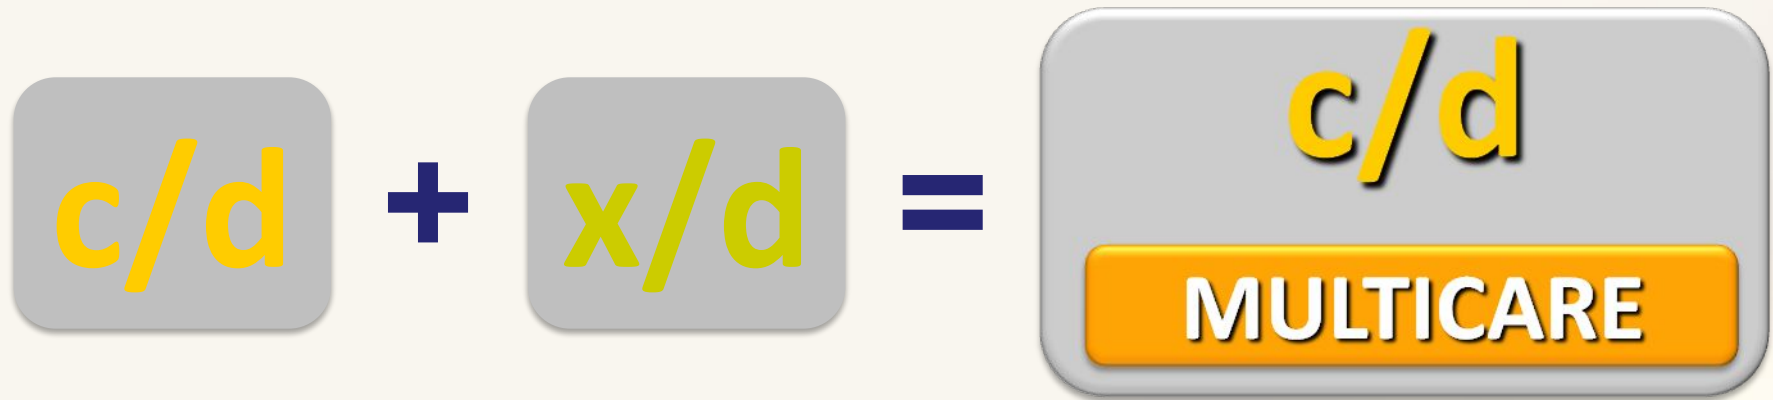 c/d + x/d = c/d
MULTICARE